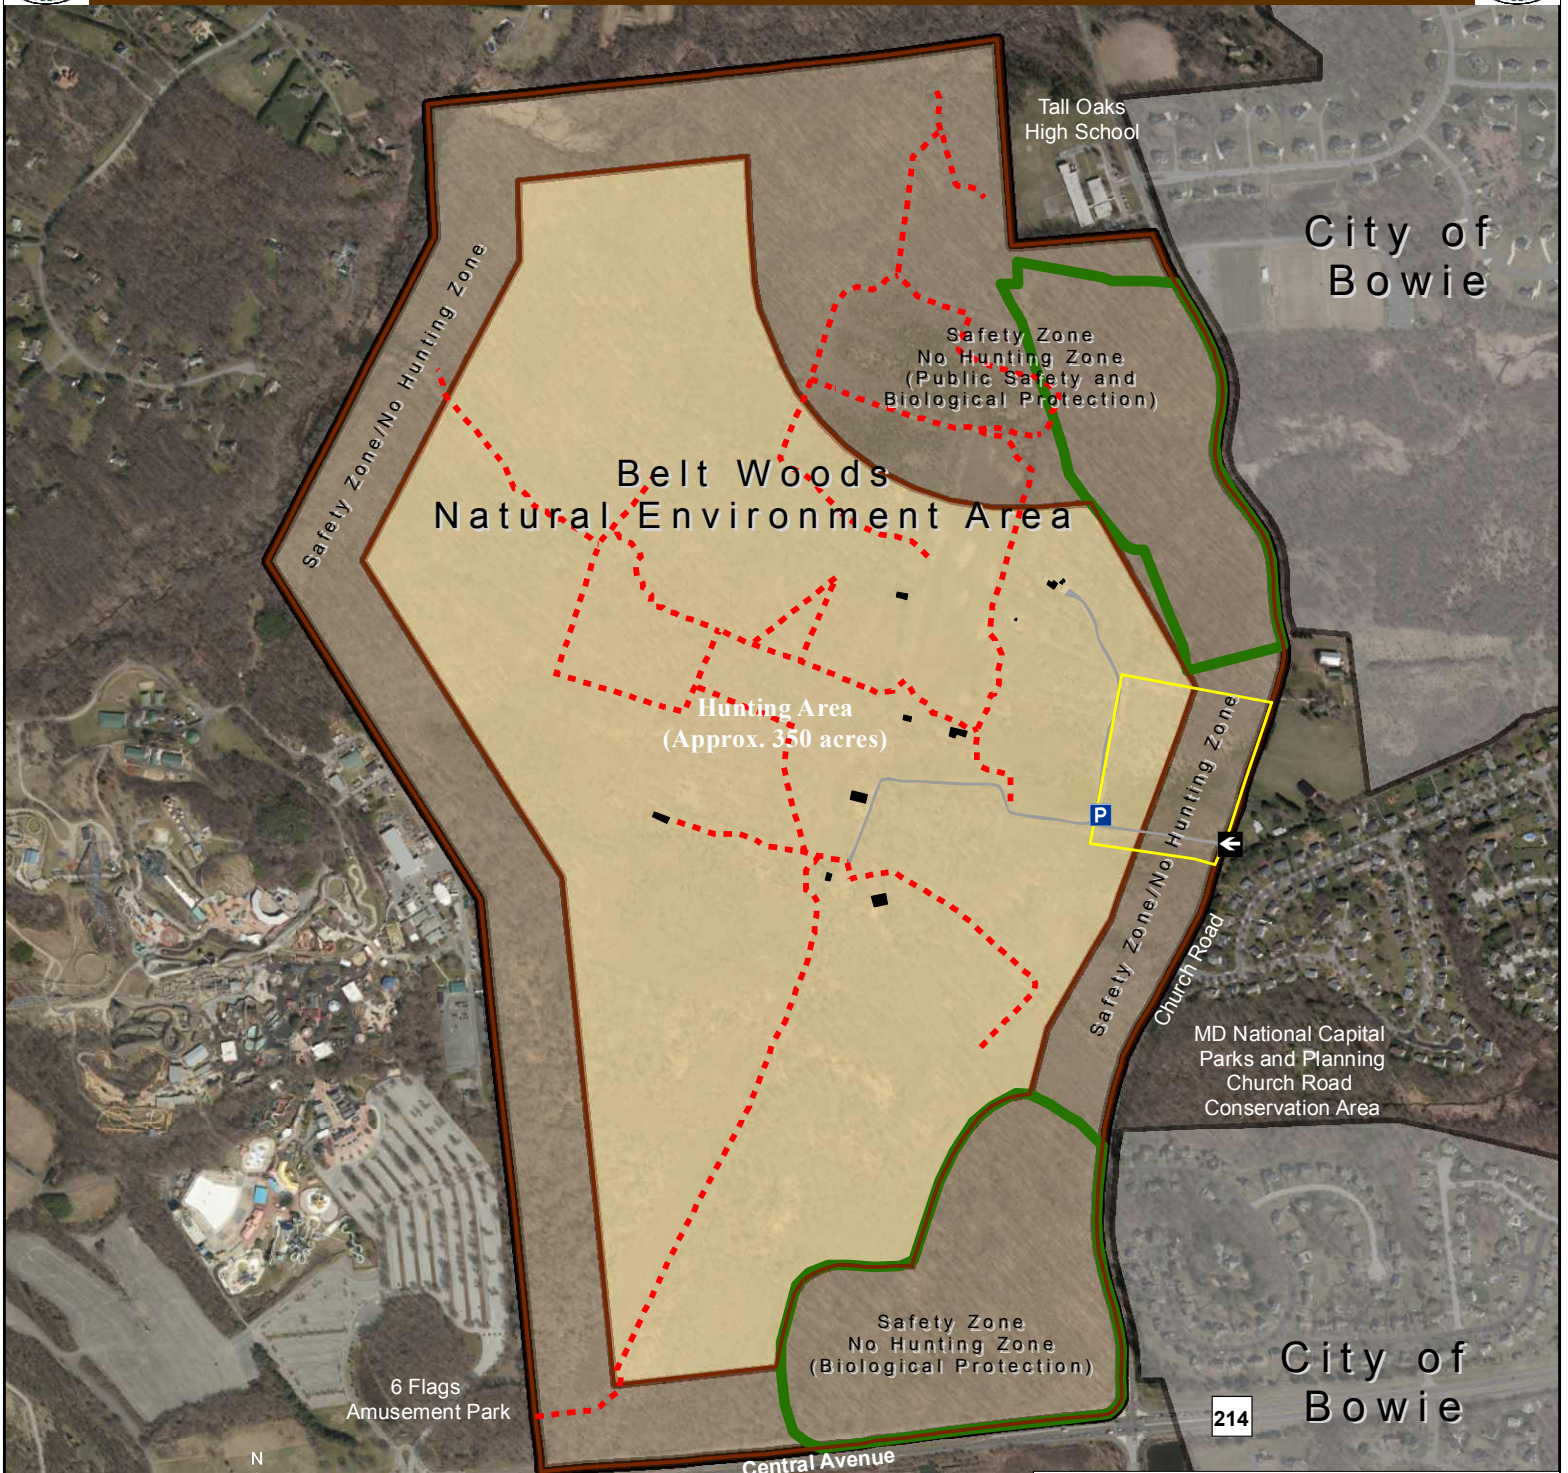 Tall Oaks
High School
City of
Bowie
Safety Zone/No Hunting Zone
Safety Zone
No Hunting Zone
(Public Safety and
Biological Protection)
Belt Woods
Natural Environment Area
Hunting Area
(Approx. 350 acres)
P
Safety Zone/No Hunting Zone
Church Road
MD National Capital
Parks and Planning
Church Road
Conservation Area
Safety Zone
No Hunting Zone
(Biological Protection)
City of
Bowie
214
6 Flags
Amusement Park
N
Central Avenue